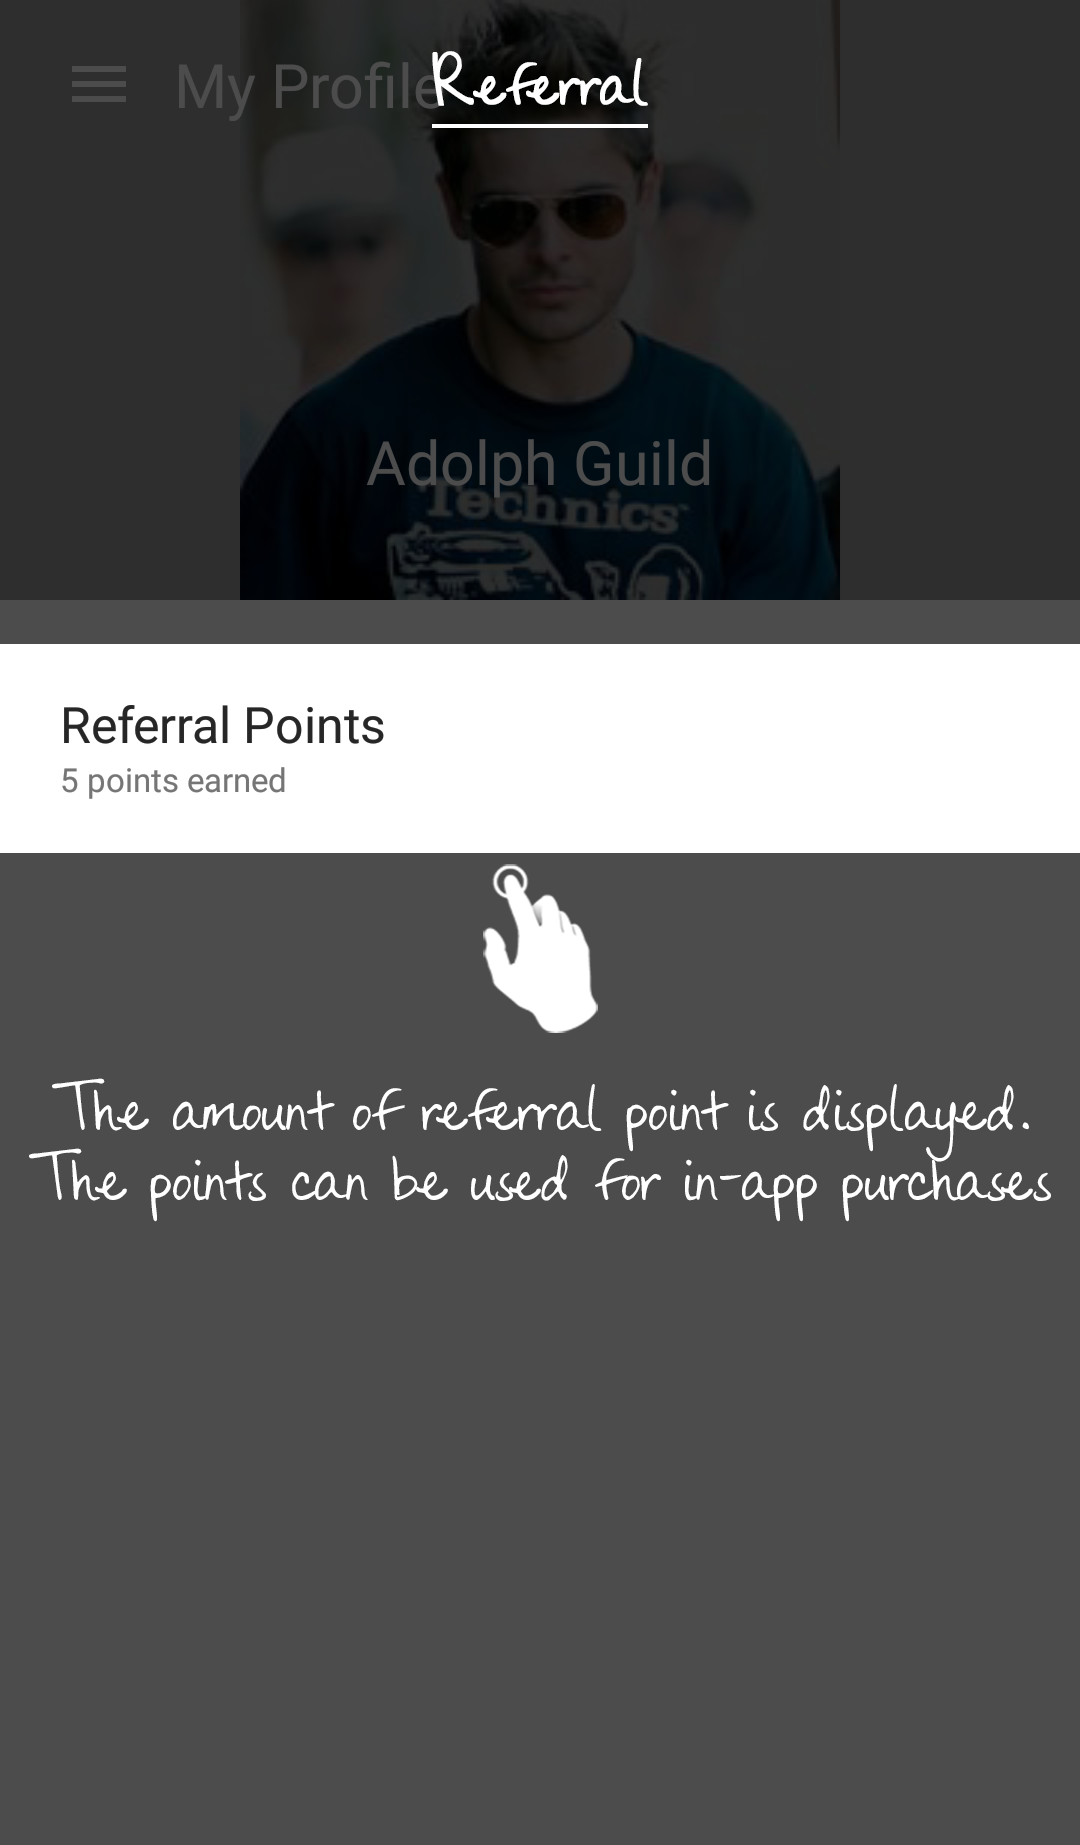 My Profile
Referral
Adolph Guild
Technics
Referral Points
5 points earned
The amount of referral point is displayed.
The points can be used for in-app purchases